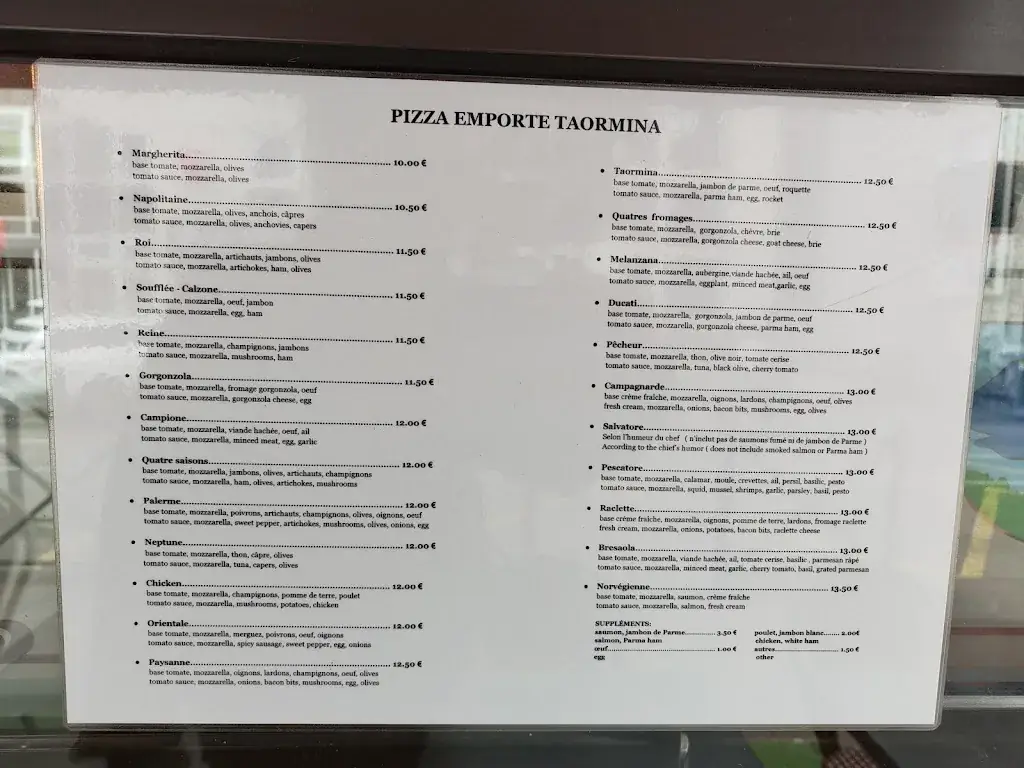 PIZZA EMPORTE TAORMINA
• Margherita........ 10.00 €
base tomate, mozzarella, olives
tomato sauce, mozzarella, olives
• Napolitaine........ 10.50 €
base tomate, mozzarella, olives, anchois, câpres
tomato sauce, mozzarella, olives, anchovies, capers
• Roi........ 11.50 €
base tomate, mozzarella, artichauts, jambons, olives
tomato sauce, mozzarella, artichokes, ham, olives
• Soufflée - Calzone........ 11.50 €
base tomate, mozzarella, oeuf, jambon
tomato sauce, mozzarella, egg, ham
• Reine........ 11.50 €
base tomate, mozzarella, champignons, jambons
tomato sauce, mozzarella, mushrooms, ham
• Gorgonzola........ 11.50 €
base tomate, mozzarella, fromage gorgonzola, oeuf
tomato sauce, mozzarella, gorgonzola cheese, egg
• Campione........ 12.00 €
base tomate, mozzarella, viande hachée, oeuf, ail
tomato sauce, mozzarella, minced meat, egg, garlic
• Quatre saisons........ 12.00 €
base tomate, mozzarella, jambons, olives, artichauts, champignons
tomato sauce, mozzarella, ham, olives, artichokes, mushrooms
• Palerme........ 12.00 €
base tomate, mozzarella, poivrons, artichauts, champignons, olives, oignons, oeuf
tomato sauce, mozzarella, sweet pepper, artichokes, mushrooms, olives, onions, egg
• Neptune........ 12.00 €
base tomate, mozzarella, thon, câpre, olives
tomato sauce, mozzarella, tuna, capers, olives
• Chicken........ 12.00 €
base tomate, mozzarella, champignons, pomme de terre, poulet
tomato sauce, mozzarella, mushrooms, potatoes, chicken
• Orientale........ 12.00 €
base tomate, mozzarella, merguez, poivrons, oeuf, oignons
tomato sauce, mozzarella, spicy sausage, sweet pepper, egg, onions
• Paysanne........ 12.50 €
base tomate, mozzarella, oignons, lardons, champignons, oeuf, olives
tomato sauce, mozzarella, onions, bacon bits, mushrooms, egg, olives
• Taormina........ 12.50 €
base tomate, mozzarella, jambon de parme, oeuf, roquette
tomato sauce, mozzarella, parma ham, egg, rocket
• Quatres fromages........ 12.50 €
base tomate, mozzarella, gorgonzola, chèvre, brie
tomato sauce, mozzarella, gorgonzola cheese, goat cheese, brie
• Melanzana........ 12.50 €
base tomate, mozzarella, aubergine,viande hachée, ail, oeuf
tomato sauce, mozzarella, eggplant, minced meat,garlic, egg
• Ducati........ 12.50 €
base tomate, mozzarella, gorgonzola, jambon de parme, oeuf
tomato sauce, mozzarella, gorgonzola cheese, parma ham, egg
• Pêcheur........ 12.50 €
base tomate, mozzarella, thon, olive noir, tomate cerise
tomato sauce, mozzarella, tuna, black olive, cherry tomato
• Campagnarde........ 13.00 €
base crème fraîche, mozzarella, oignons, lardons, champignons, oeuf, olives
fresh cream, mozzarella, onions, bacon bits, mushrooms, egg, olives
• Salvatore........ 13.00 €
Selon l'humeur du chef ( n'inclut pas de saumons fumé ni de jambon de Parme )
According to the chief's humor ( does not include smoked salmon or Parma ham )
• Pescatore........ 13.00 €
base tomate, mozzarella, calamar, moule, crevettes, ail, persil, basilic, pesto
tomato sauce, mozzarella, squid, mussel, shrimps, garlic, parsley, basil, pesto
• Raclette........ 13.00 €
base crème fraîche, mozzarella, oignons, pomme de terre, lardons, fromage raclette
fresh cream, mozzarella, onions, potatoes, bacon bits, raclette cheese
• Bresaola........ 13.00 €
base tomate, mozzarella, viande hachée, ail, tomate cerise, basilic , parmesan râpé
tomato sauce, mozzarella, minced meat, garlic, cherry tomato, basil, grated parmesan
• Norvégienne........ 13.50 €
base tomate, mozzarella, saumon, crème fraîche
tomato sauce, mozzarella, salmon, fresh cream
SUPPLÉMENTS:
saumon, jambon de Parme........ 3.50 €
salmon, Parma ham
œuf........ 1.00 €
egg
poulet, jambon blanc........ 2.00€
chicken, white ham
autres........ 1.50 €
other